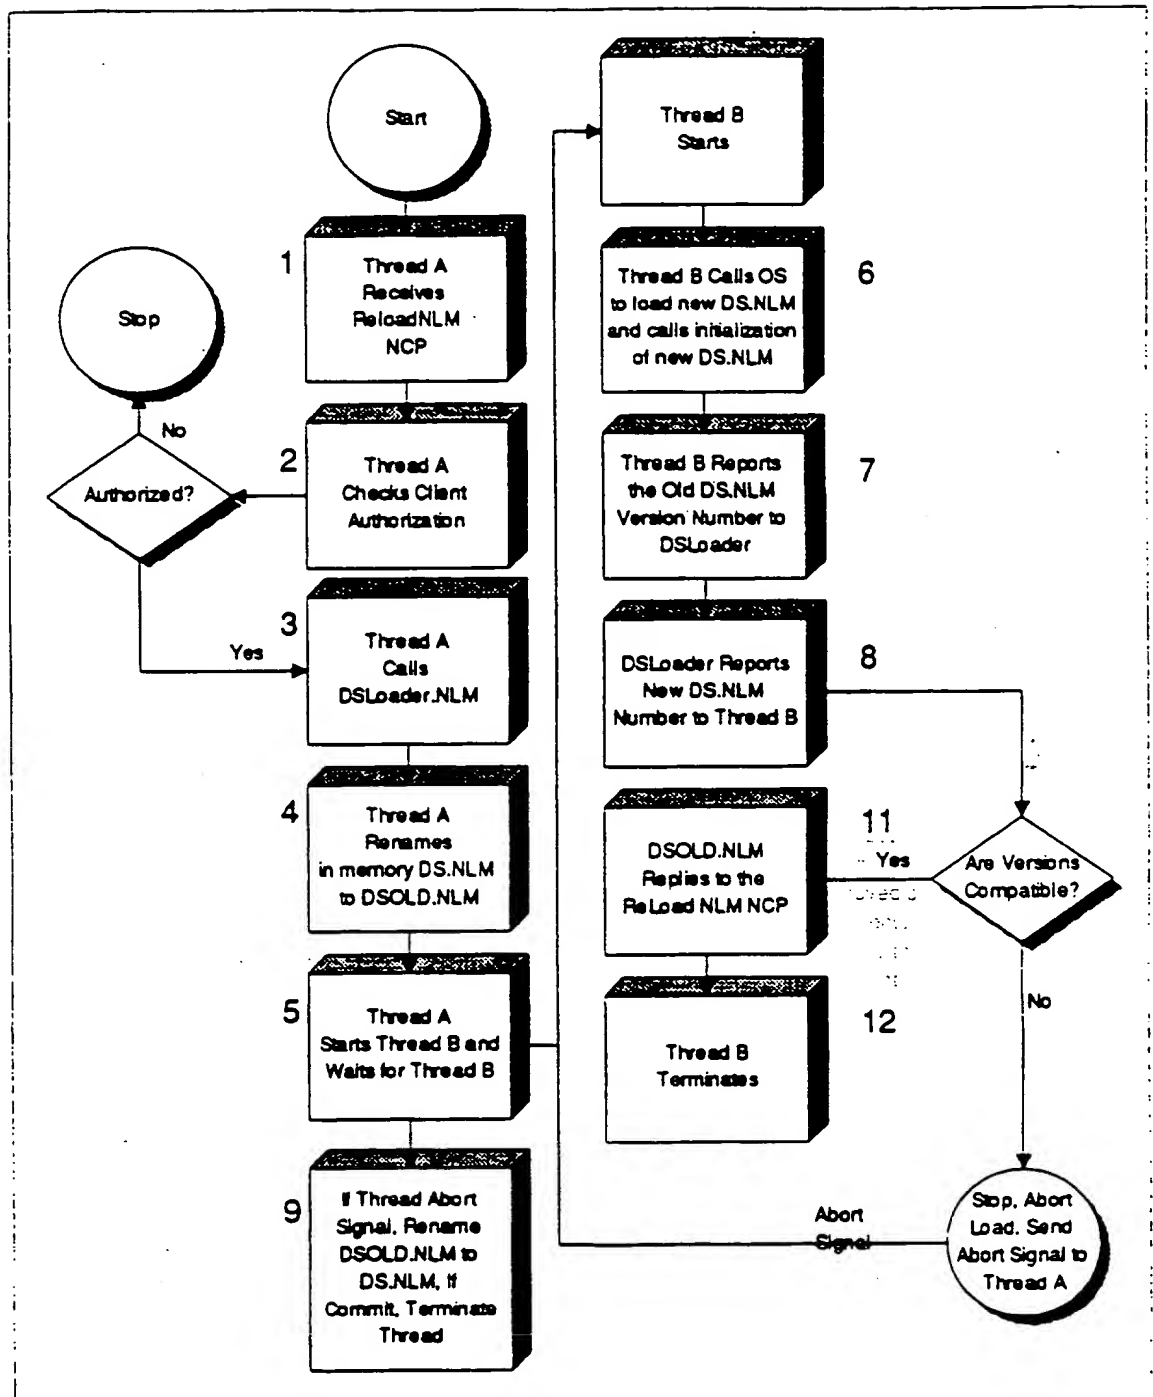 Start
1
Thread A
Receives
ReloadNLM
NCP
Stop
No
2
Thread A
Checks Client
Authorization
Authorized?
Yes
3
Thread A
Calls
DSLoader.NLM
4
Thread A
Renames
in memory DS.NLM
to DSOLD.NLM
5
Thread A
Starts Thread B and
Waits for Thread B
9
If Thread Abort
Signal, Rename
DSOLD.NLM to
DS.NLM, If
Commit, Terminate
Thread
Thread B
Starts
6
Thread B Calls OS
to load new DS.NLM
and calls initialization
of new DS.NLM
7
Thread B Reports
the Old DS.NLM
Version Number to
DSLoader
8
DSLoader Reports
New DS.NLM
Number to Thread B
Are Versions
Compatible?
11
Yes
DSOLD.NLM
Replies to the
ReLoad NLM NCP
12
Thread B
Terminates
No
Stop, Abort
Load. Send
Abort Signal to
Thread A
Abort
Signal